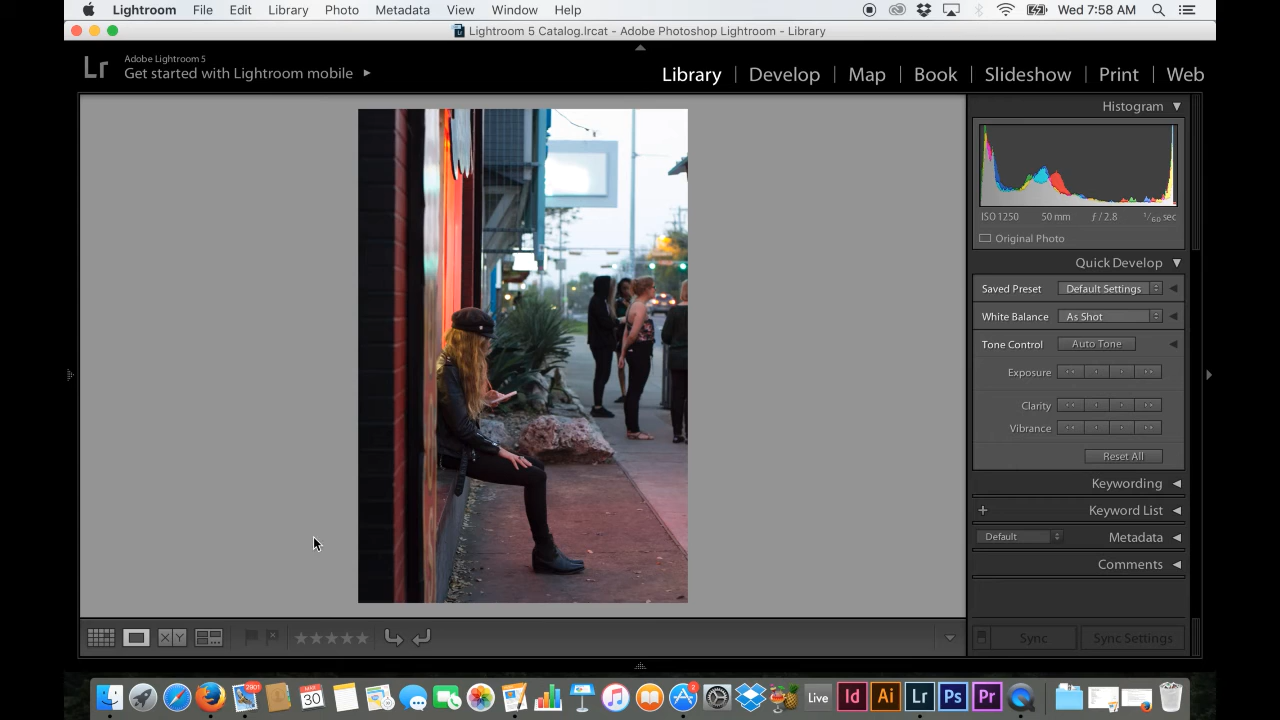 Lightroom File Edit Library Photo Metadata View Window Help Wed 7:58 AM
Lightroom 5 Catalog.lrcat - Adobe Photoshop Lightroom - Library
Lr Adobe Lightroom 5
Get started with Lightroom mobile
Library | Develop | Map | Book | Slideshow | Print | Web
Histogram
ISO 1250 50 mm ƒ / 2.8 1/60 sec
Original Photo
Quick Develop
Saved Preset Default Settings
White Balance As Shot
Tone Control Auto Tone
Exposure
Clarity
Vibrance
Reset All
Keywording
+ Keyword List
Default Metadata
Comments
X Y Sync Sync Settings
2901 MAR 30 2 Live Id Ai Lr Ps Pr